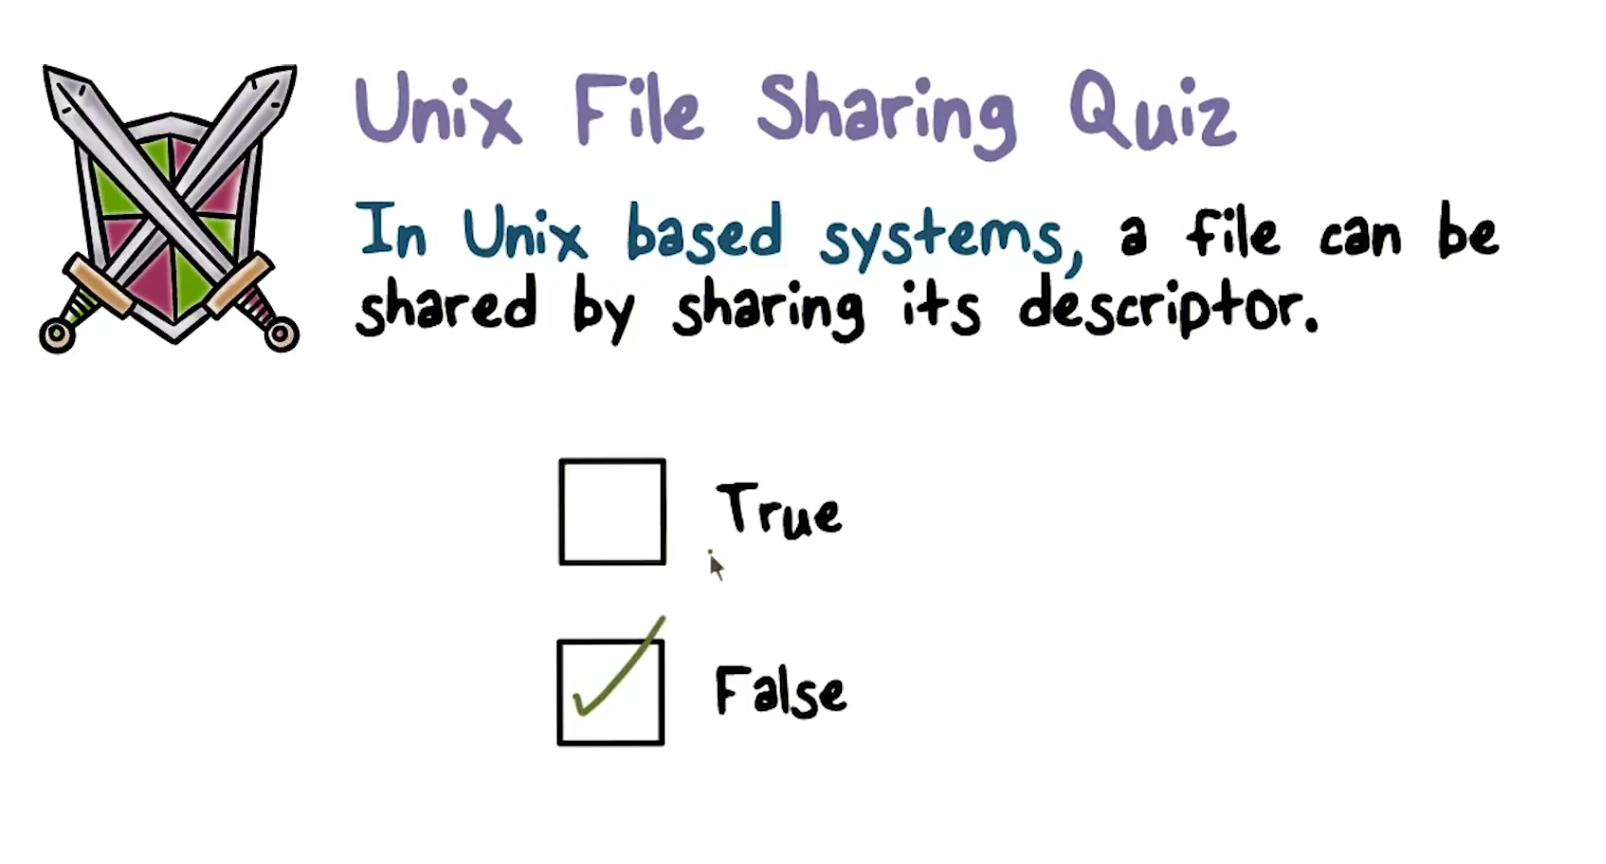 Unix File Sharing Quiz
In Unix based systems, a file can be
shared by sharing its descriptor.
True
False